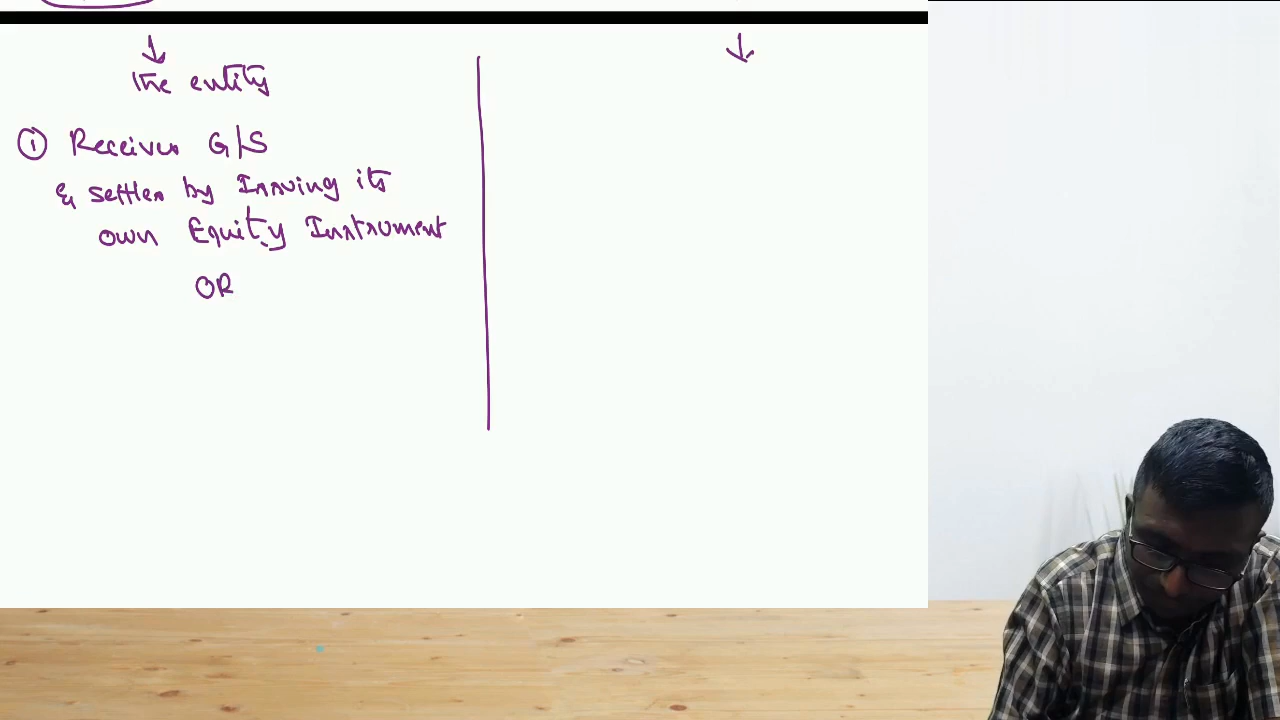 the entity
① Receives G/S
& settles by Issuing its
own Equity Instrument
OR